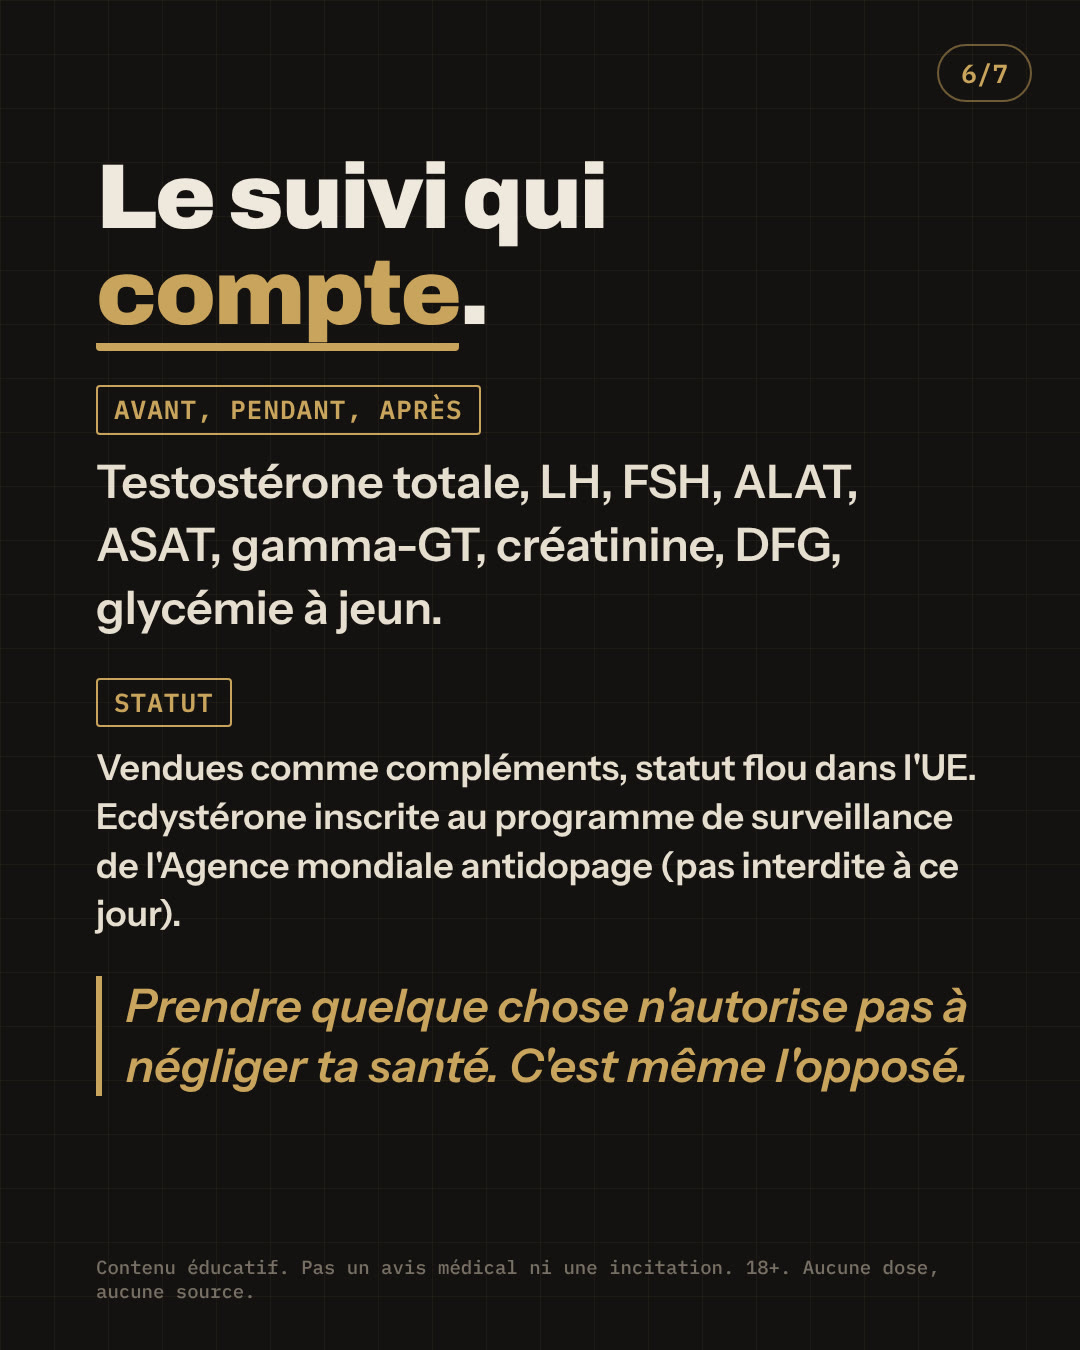 6/7
Le suivi qui
compte.
AVANT, PENDANT, APRÈS
Testostérone totale, LH, FSH, ALAT,
ASAT, gamma-GT, créatinine, DFG,
glycémie à jeun.
STATUT
Vendues comme compléments, statut flou dans l'UE.
Ecdystérone inscrite au programme de surveillance
de l'Agence mondiale antidopage (pas interdite à ce
jour).
Prendre quelque chose n'autorise pas à
négliger ta santé. C'est même l'opposé.
Contenu éducatif. Pas un avis médical ni une incitation. 18+. Aucune dose,
aucune source.